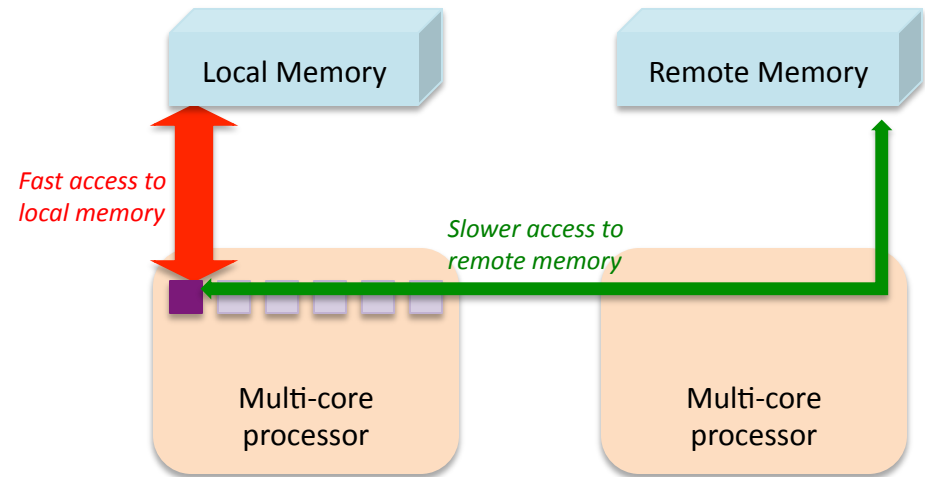 Local Memory
Remote Memory
Fast access to
local memory
Slower access to
remote memory
Multi-core
processor
Multi-core
processor